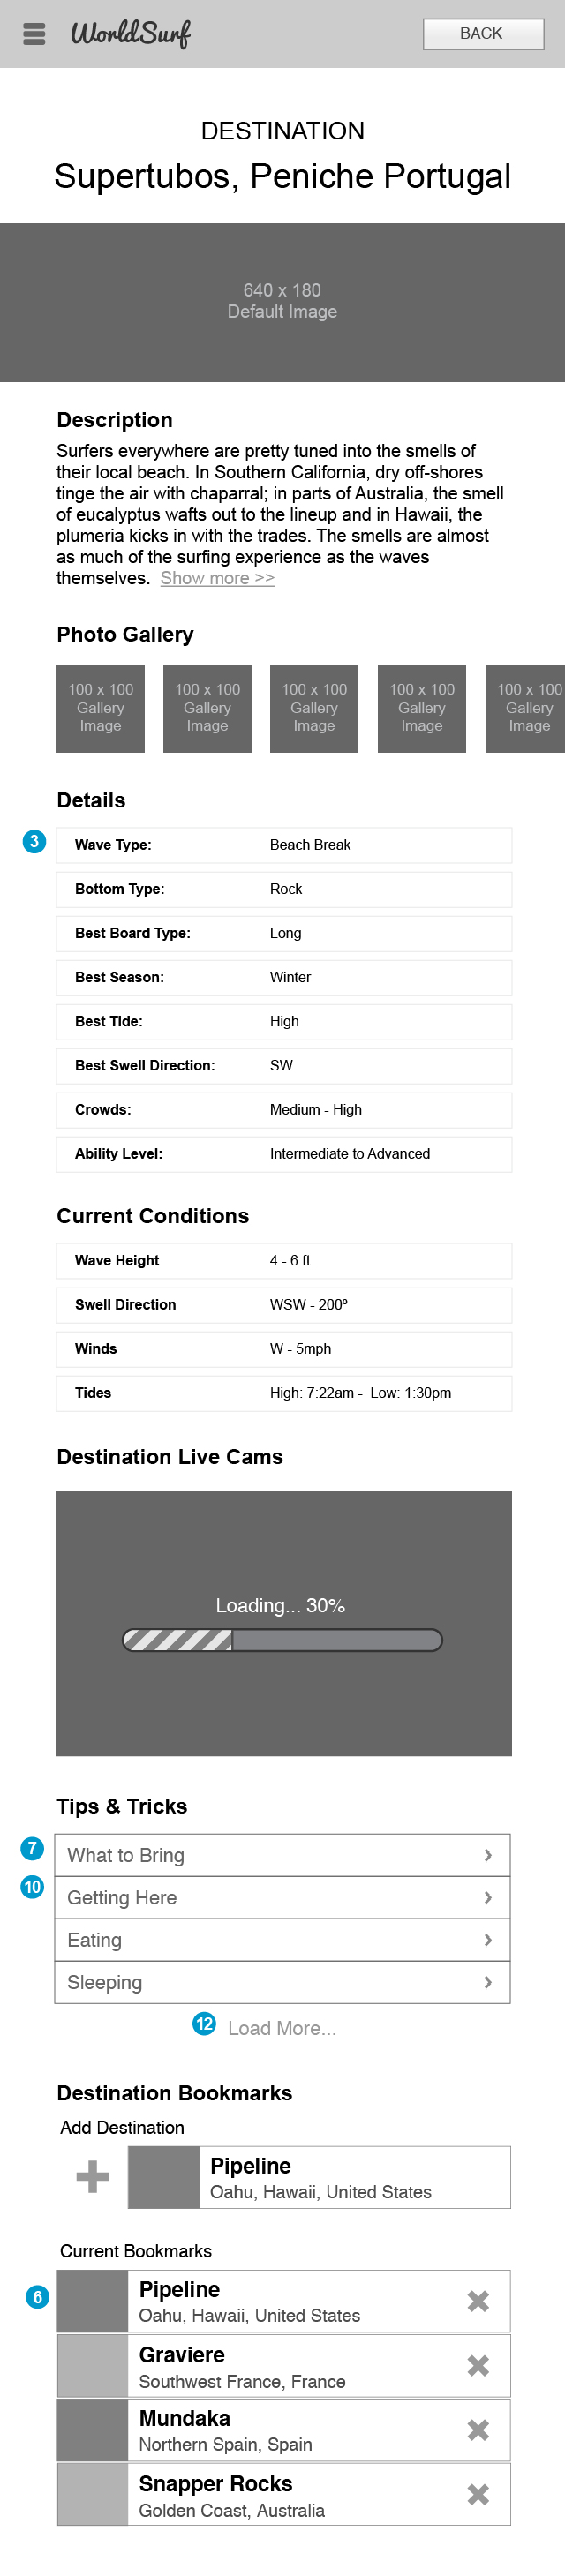 WorldSurf
BACK
DESTINATION
Supertubos, Peniche Portugal
640 x 180
Default Image
Description
Surfers everywhere are pretty tuned into the smells of
their local beach. In Southern California, dry off-shores
tinge the air with chaparral; in parts of Australia, the smell
of eucalyptus wafts out to the lineup and in Hawaii, the
plumeria kicks in with the trades. The smells are almost
as much of the surfing experience as the waves
themselves. Show more >>
Photo Gallery
100 x 100 Gallery Image
100 x 100 Gallery Image
100 x 100 Gallery Image
100 x 100 Gallery Image
100 x 100 Gallery Image
Details
3
Wave Type: Beach Break
Bottom Type: Rock
Best Board Type: Long
Best Season: Winter
Best Tide: High
Best Swell Direction: SW
Crowds: Medium - High
Ability Level: Intermediate to Advanced
Current Conditions
Wave Height 4 - 6 ft.
Swell Direction WSW - 200º
Winds W - 5mph
Tides High: 7:22am - Low: 1:30pm
Destination Live Cams
Loading... 30%
Tips & Tricks
7
What to Bring
10
Getting Here
Eating
Sleeping
12
Load More...
Destination Bookmarks
Add Destination
Pipeline
Oahu, Hawaii, United States
Current Bookmarks
6
Pipeline
Oahu, Hawaii, United States
Graviere
Southwest France, France
Mundaka
Northern Spain, Spain
Snapper Rocks
Golden Coast, Australia